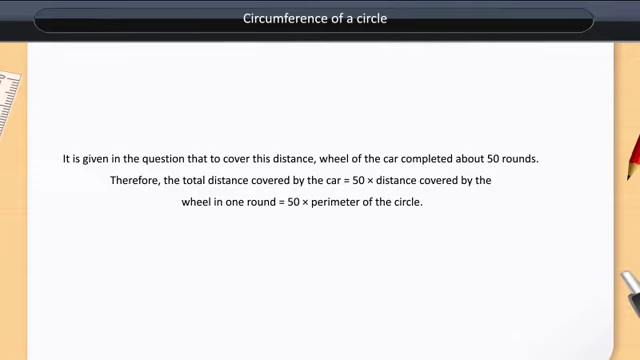 Circumference of a circle
It is given in the question that to cover this distance, wheel of the car completed about 50 rounds.
Therefore, the total distance covered by the car = 50 × distance covered by the
wheel in one round = 50 × perimeter of the circle.